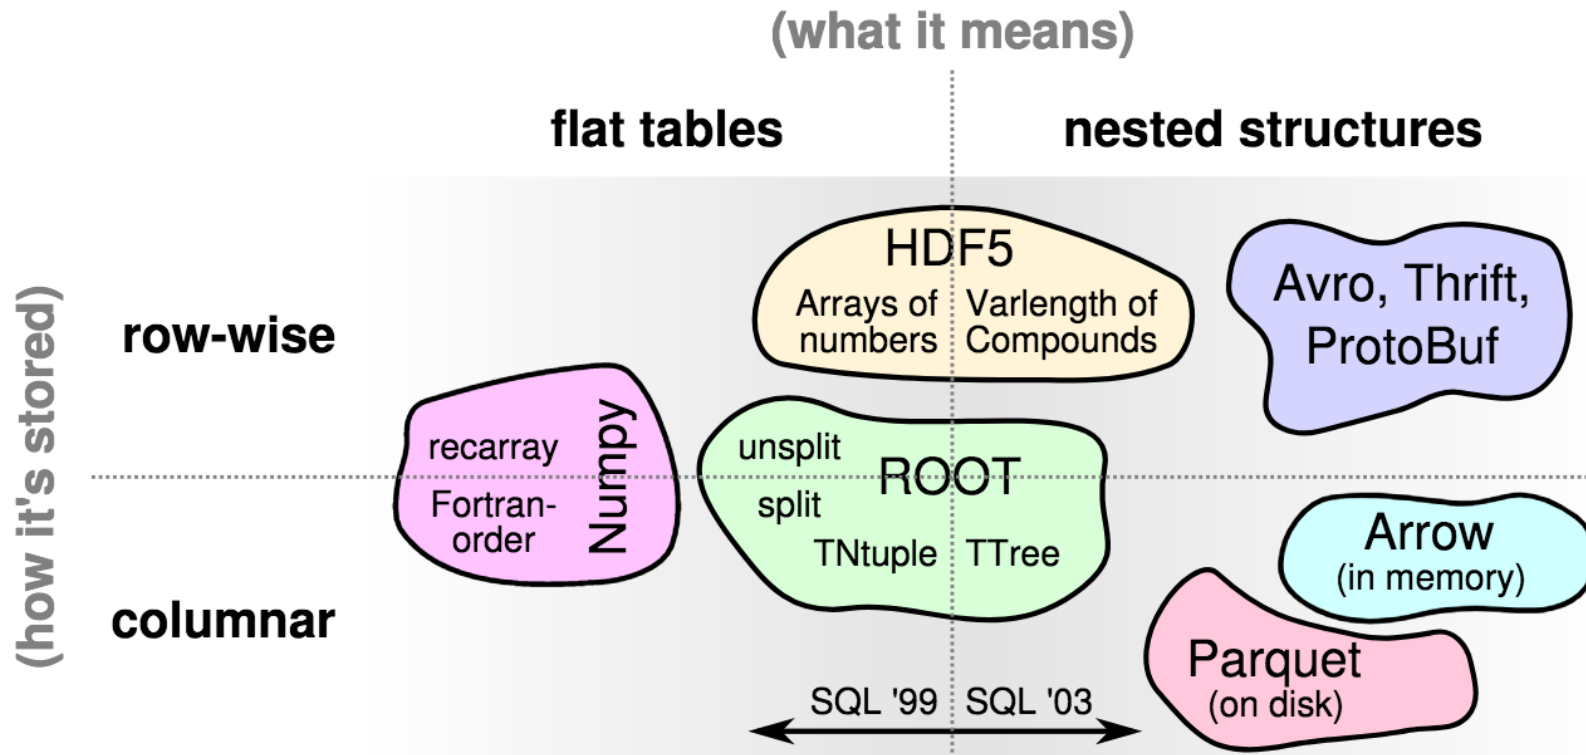 (what it means)
flat tables
nested structures
(how it's stored)
row-wise
columnar
HDF5
Arrays of
numbers
Varlength of
Compounds
Avro, Thrift,
ProtoBuf
recarray
Fortran-
order
Numpy
unsplit
split
ROOT
TNtuple
TTree
Arrow
(in memory)
Parquet
(on disk)
SQL '99
SQL '03